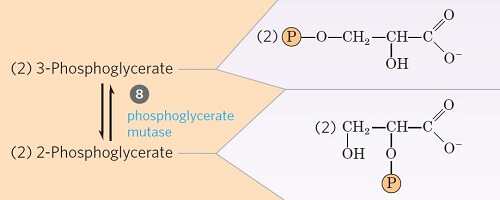 (2) 3-Phosphoglycerate
8
phosphoglycerate
mutase
(2) 2-Phosphoglycerate
O
(2) P—O—CH₂—CH—C
OH
O⁻
O
(2) CH₂—CH—C
OH O
O⁻
P